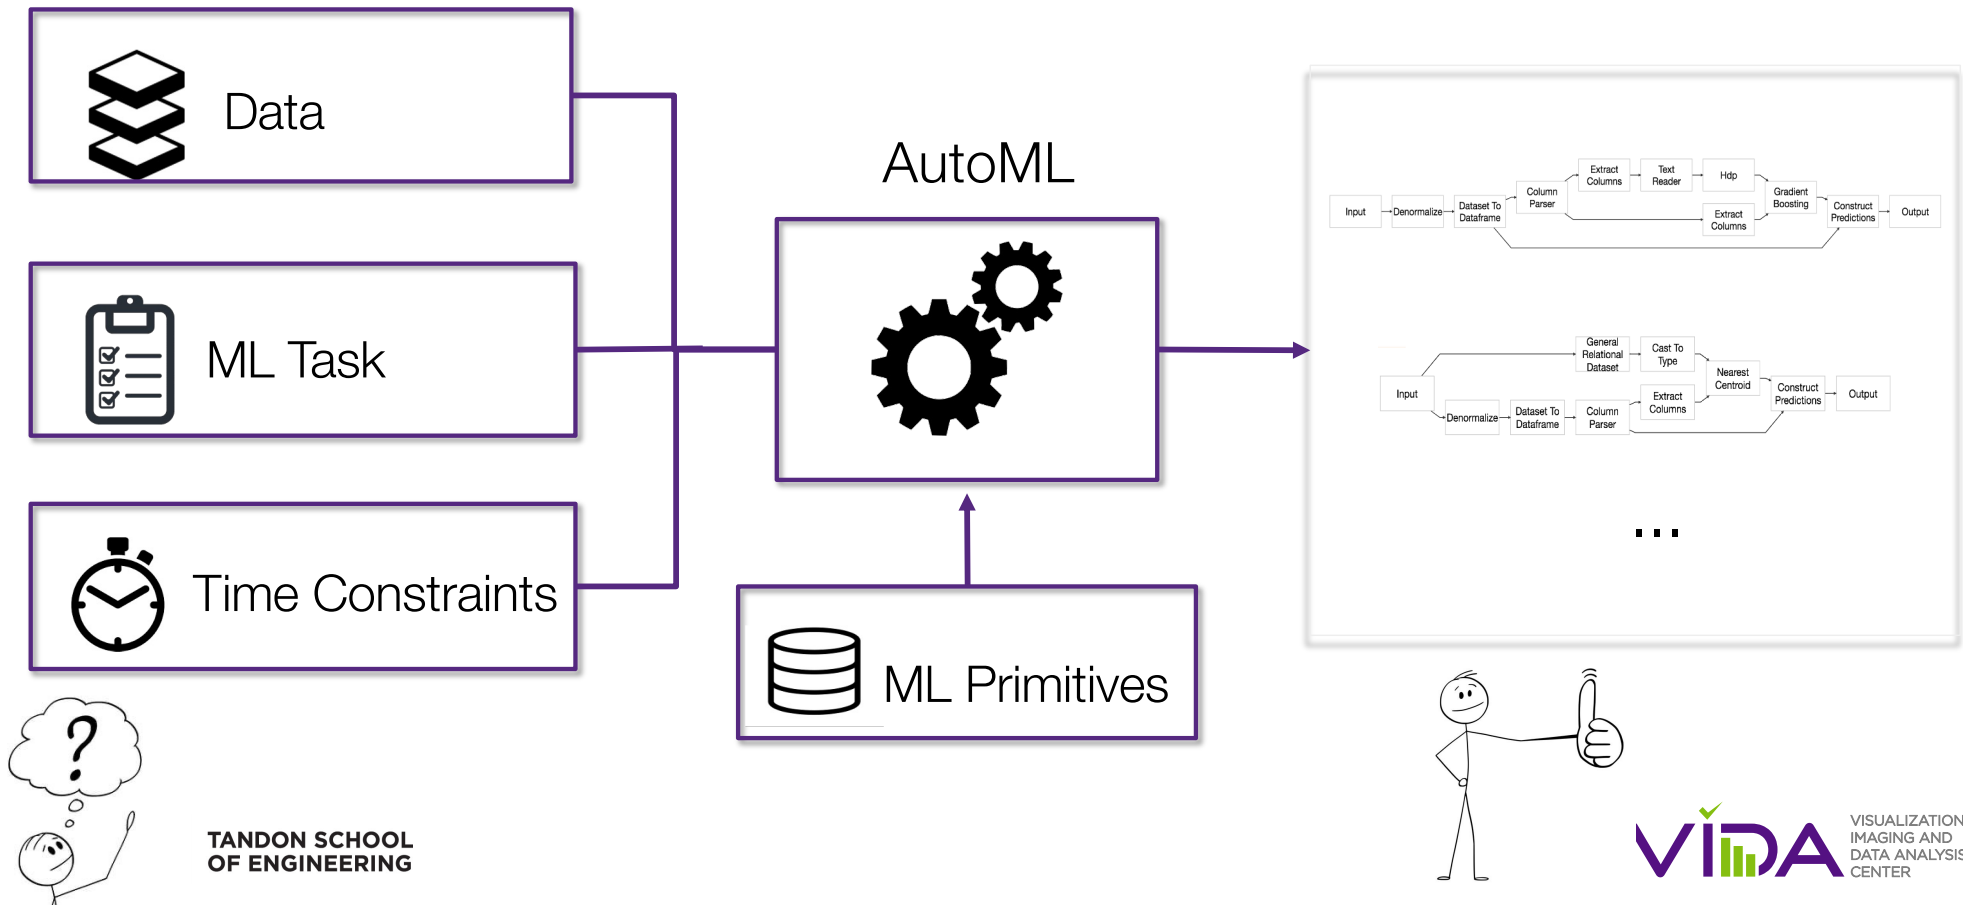 Data
ML Task
Time Constraints
AutoML
ML Primitives
Input
Denormalize
Dataset To
Dataframe
Column
Parser
Extract
Columns
Text
Reader
Hdp
Extract
Columns
Gradient
Boosting
Construct
Predictions
Output
Input
General
Relational
Dataset
Cast To
Type
Denormalize
Dataset To
Dataframe
Column
Parser
Extract
Columns
Nearest
Centroid
Construct
Predictions
Output
...
?
TANDON SCHOOL
OF ENGINEERING
VIDA
VISUALIZATION
IMAGING AND
DATA ANALYSIS
CENTER